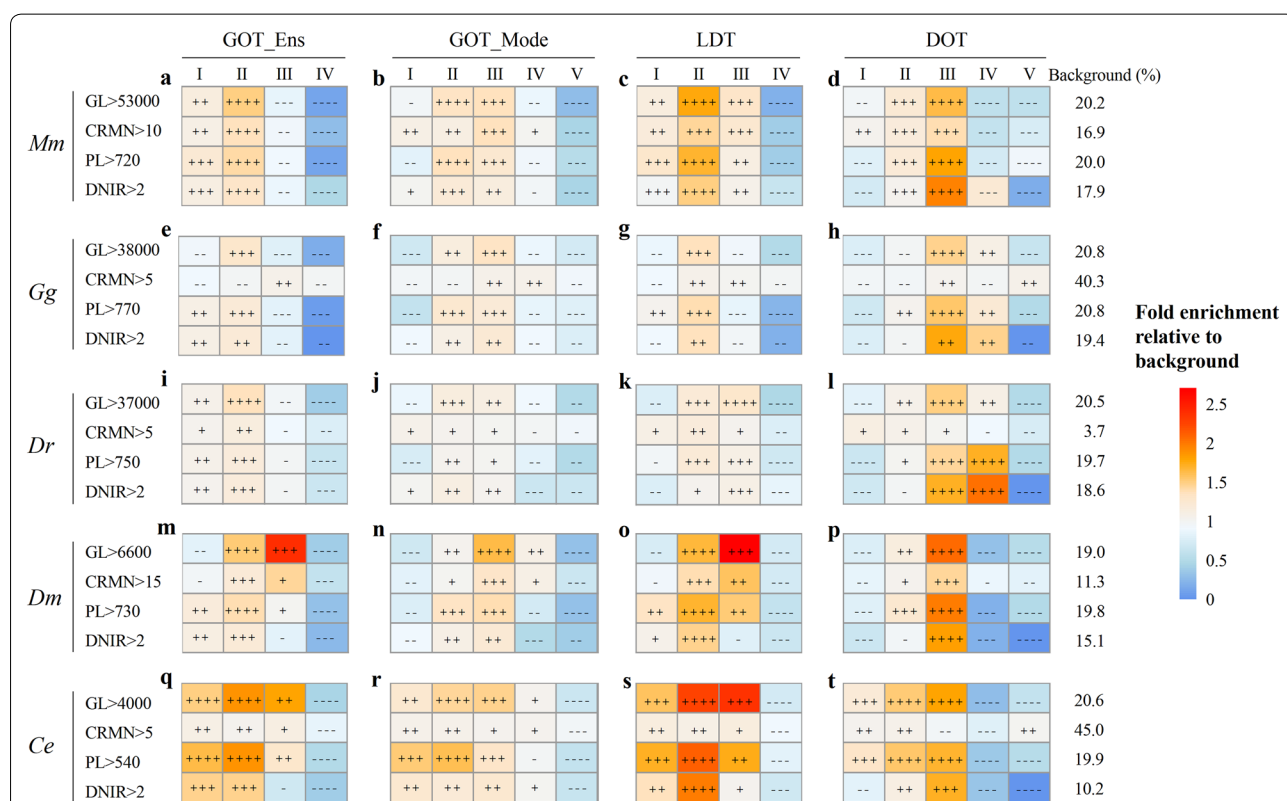 GOT_Ens GOT_Mode LDT DOT
a I II III IV b I II III IV V c I II III IV d I II III IV V Background (%)
Mm
GL>53000 ++ ++++ --- ---- - ++++ +++ -- ---- ++ ++++ +++ ---- -- +++ ++++ ---- ---- 20.2
CRMN>10 ++ ++++ -- ---- ++ ++ +++ + ---- ++ +++ +++ ---- ++ +++ +++ --- --- 16.9
PL>720 +++ ++++ -- ---- -- ++++ +++ -- --- +++ ++++ ++ ---- -- +++ ++++ --- --- 20.0
DNIR>2 +++ ++++ -- ---- + +++ ++ - ---- +++ ++++ ++ ---- --- +++ ++++ --- ---- 17.9
e f g h
Gg
GL>38000 -- +++ --- --- --- ++ +++ -- --- -- +++ -- --- --- -- ++++ ++ --- 20.8
CRMN>5 -- -- ++ -- -- -- ++ ++ -- -- ++ ++ -- -- -- ++ -- ++ 40.3
PL>770 ++ +++ --- --- --- +++ +++ -- --- ++ +++ -- --- --- ++ ++++ ++ --- 20.8
DNIR>2 ++ ++ -- -- -- ++ ++ -- -- -- ++ -- -- -- - ++ ++ -- 19.4
i j k l
Dr
GL>37000 ++ ++++ -- ---- -- +++ ++ -- ---- -- +++ ++++ ---- --- ++ ++++ ++ ---- 20.5
CRMN>5 + ++ - -- + + + - - + ++ + -- + + + - -- 3.7
PL>750 ++ +++ - ---- --- ++ + - -- - +++ +++ ---- ---- + ++++ ++++ ---- 19.7
DNIR>2 ++ +++ - --- + ++ ++ --- -- -- + +++ --- --- - ++++ ++++ ---- 18.6
m n o p
Dm
GL>6600 -- ++++ +++ ---- --- ++ ++++ ++ ---- -- ++++ +++ --- --- ++ ++++ --- ---- 19.0
CRMN>15 - +++ + --- -- + +++ + --- - +++ ++ --- -- + +++ - -- 11.3
PL>730 ++ ++++ + ---- --- +++ +++ -- ---- ++ ++++ ++ ---- --- +++ ++++ --- ---- 19.8
DNIR>2 ++ +++ - ---- -- ++ ++ --- -- + ++++ - --- --- - ++++ --- ---- 15.1
q r s t
Ce
GL>4000 ++++ ++++ ++ ---- ++ +++ +++ + ---- +++ ++++ +++ ---- +++ ++++ ++++ ---- ---- 20.6
CRMN>5 ++ ++ + --- ++ ++ + + --- ++ ++ + --- ++ ++ -- --- ++ 45.0
PL>540 ++++ ++++ ++ ---- +++ ++++ +++ - ---- +++ ++++ ++ --- +++ ++++ ++++ ---- ---- 19.9
DNIR>2 +++ +++ - ---- ++ ++ ++ + ---- ++ ++++ + --- -- ++ +++ --- --- 10.2
Fold enrichment
relative to
background
2.5
2
1.5
1
0.5
0